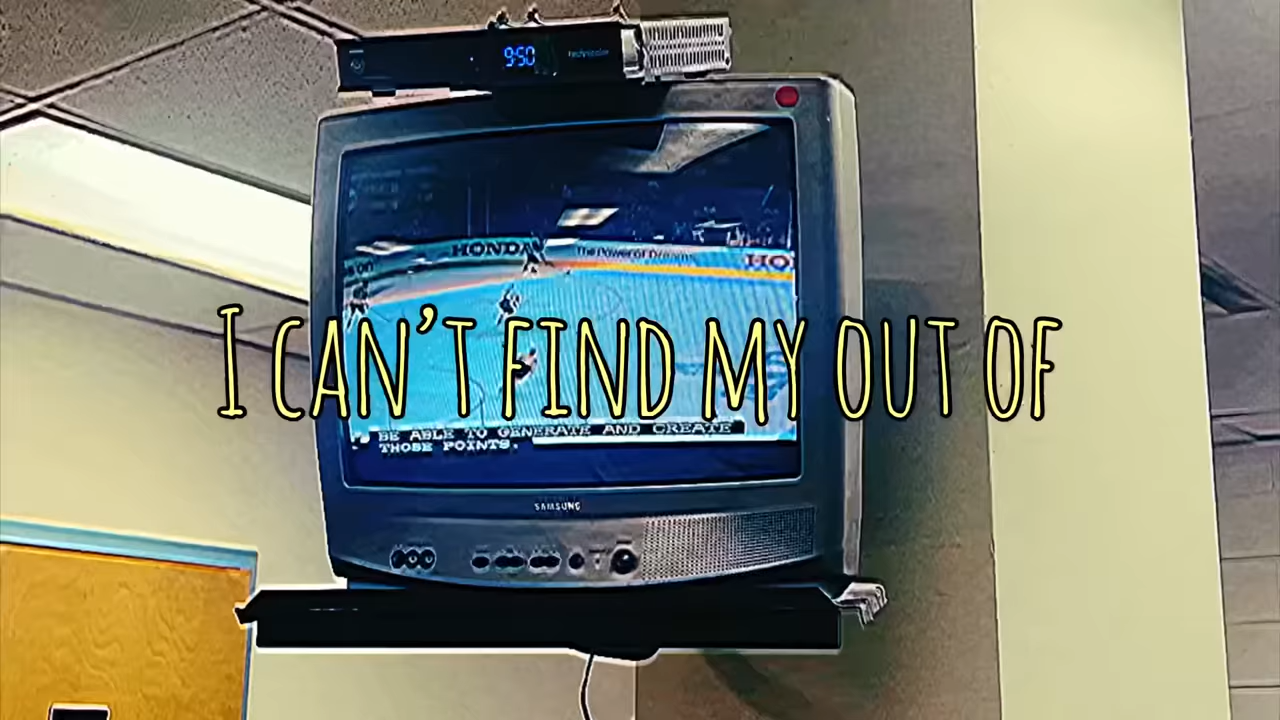 9:50
technicolor
HONDA
The Power of Dreams
HO
I CAN'T FIND MY OUT OF
BE ABLE TO GENERATE AND CREATE
THOSE POINTS.
SAMSUNG